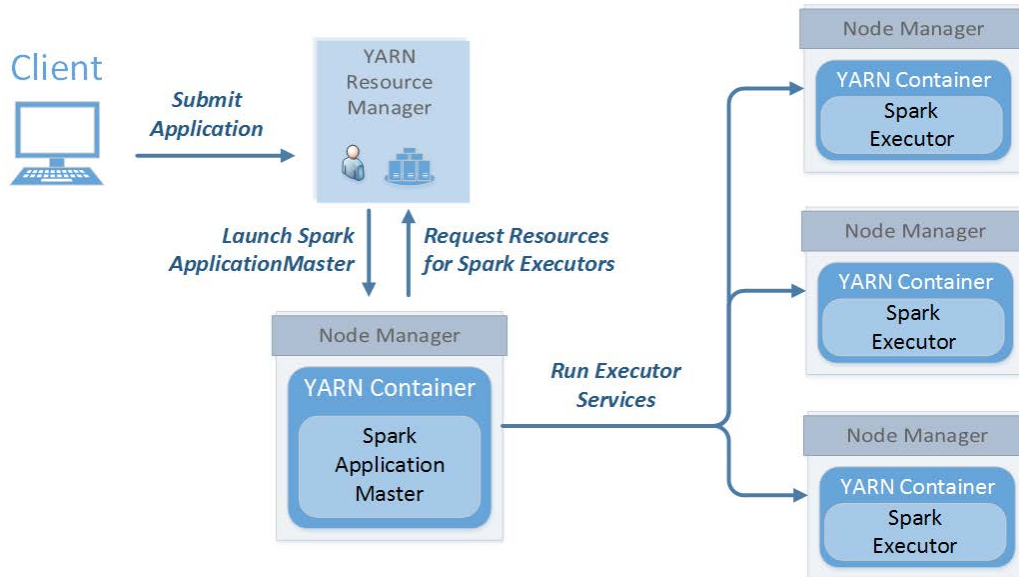 Client
Submit
Application
YARN
Resource
Manager
Launch Spark
ApplicationMaster
Request Resources
for Spark Executors
Node Manager
YARN Container
Spark
Application
Master
Run Executor
Services
Node Manager
YARN Container
Spark
Executor
Node Manager
YARN Container
Spark
Executor
Node Manager
YARN Container
Spark
Executor